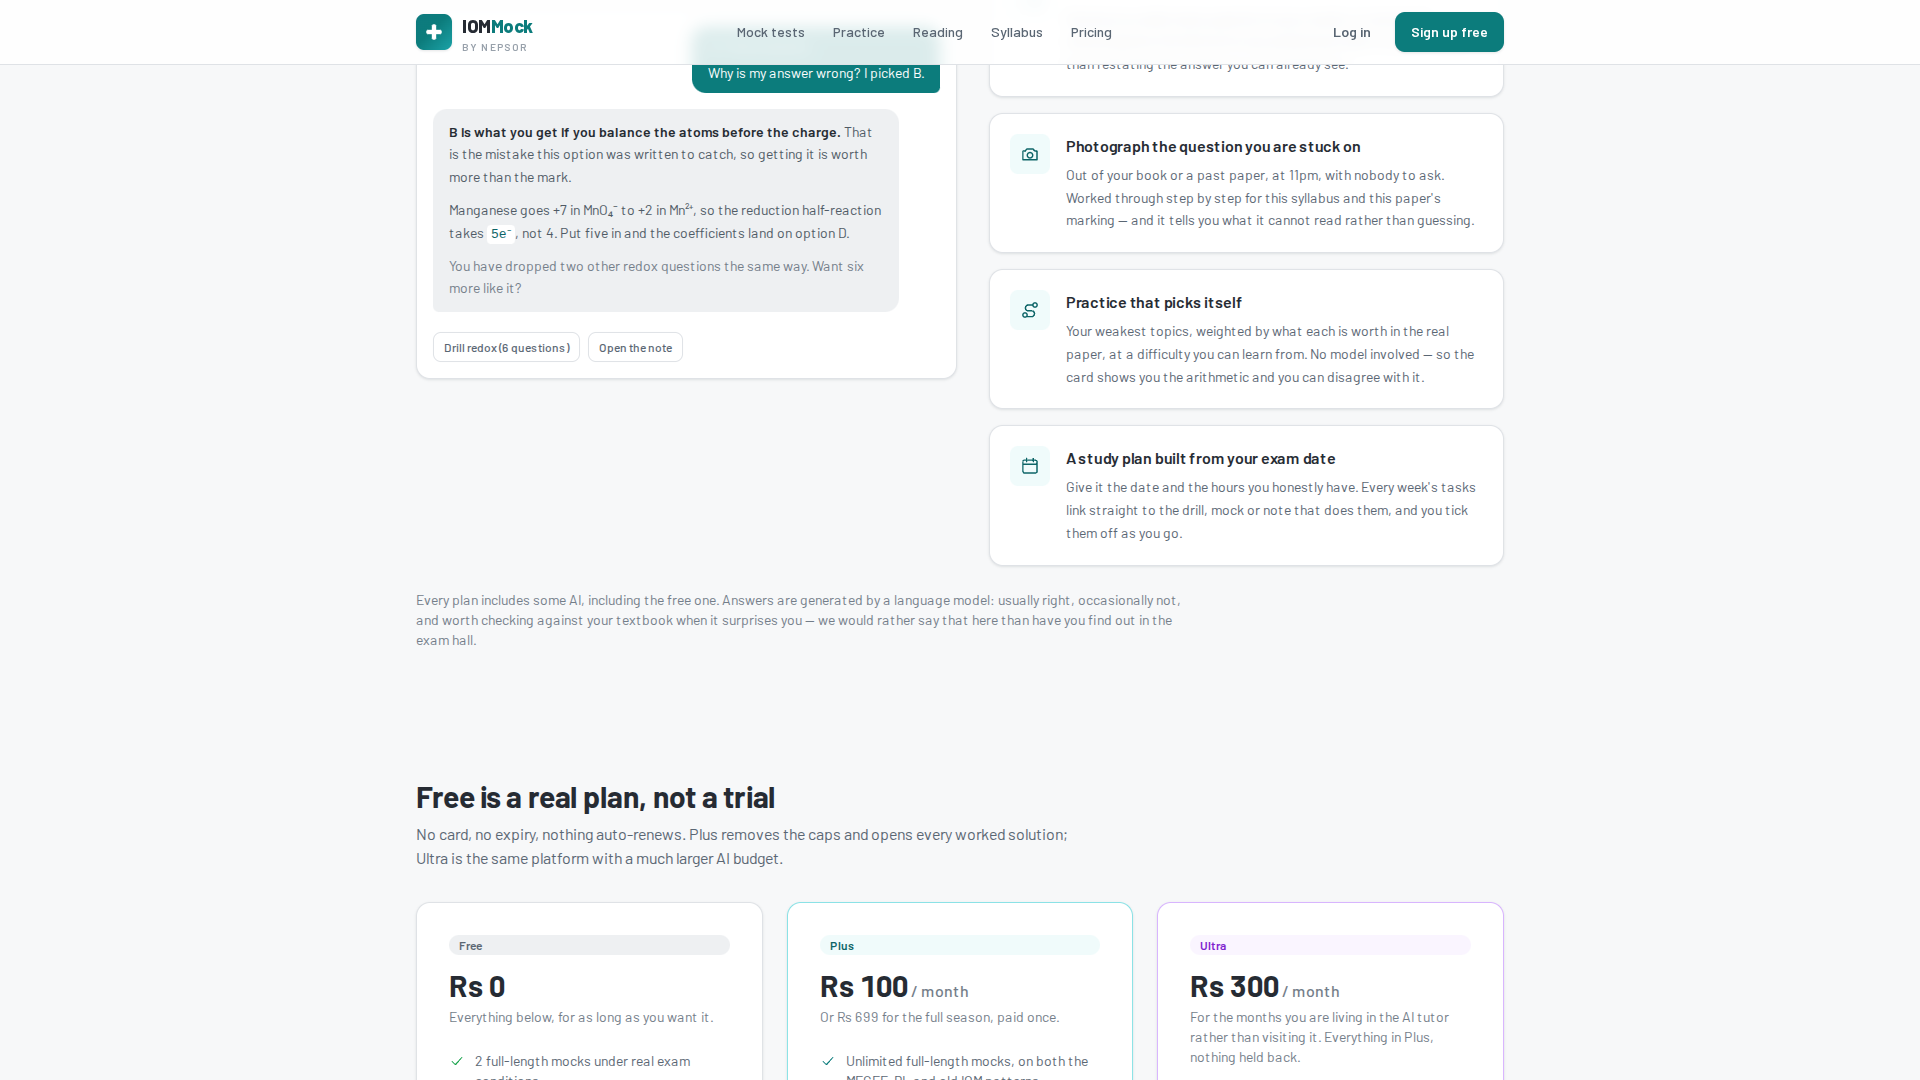 IOMMock
BY NEPSOR
Mock tests
Practice
Reading
Syllabus
Pricing
Log in
Sign up free
Why is my answer wrong? I picked B.
B is what you get if you balance the atoms before the charge. That
is the mistake this option was written to catch, so getting it is worth
more than the mark.
Manganese goes +7 in MnO₄⁻ to +2 in Mn²⁺, so the reduction half-reaction
takes 5e⁻, not 4. Put five in and the coefficients land on option D.
You have dropped two other redox questions the same way. Want six
more like it?
Drill redox (6 questions)
Open the note
than restating the answer you can already see.
Photograph the question you are stuck on
Out of your book or a past paper, at 11pm, with nobody to ask.
Worked through step by step for this syllabus and this paper's
marking — and it tells you what it cannot read rather than guessing.
Practice that picks itself
Your weakest topics, weighted by what each is worth in the real
paper, at a difficulty you can learn from. No model involved — so the
card shows you the arithmetic and you can disagree with it.
A study plan built from your exam date
Give it the date and the hours you honestly have. Every week's tasks
link straight to the drill, mock or note that does them, and you tick
them off as you go.
Every plan includes some AI, including the free one. Answers are generated by a language model: usually right, occasionally not,
and worth checking against your textbook when it surprises you — we would rather say that here than have you find out in the
exam hall.
Free is a real plan, not a trial
No card, no expiry, nothing auto-renews. Plus removes the caps and opens every worked solution;
Ultra is the same platform with a much larger AI budget.
Free
Rs 0
Everything below, for as long as you want it.
2 full-length mocks under real exam
conditions
Plus
Rs 100 / month
Or Rs 699 for the full season, paid once.
Unlimited full-length mocks, on both the
MECEE-BL and old IOM patterns
Ultra
Rs 300 / month
For the months you are living in the AI tutor
rather than visiting it. Everything in Plus,
nothing held back.